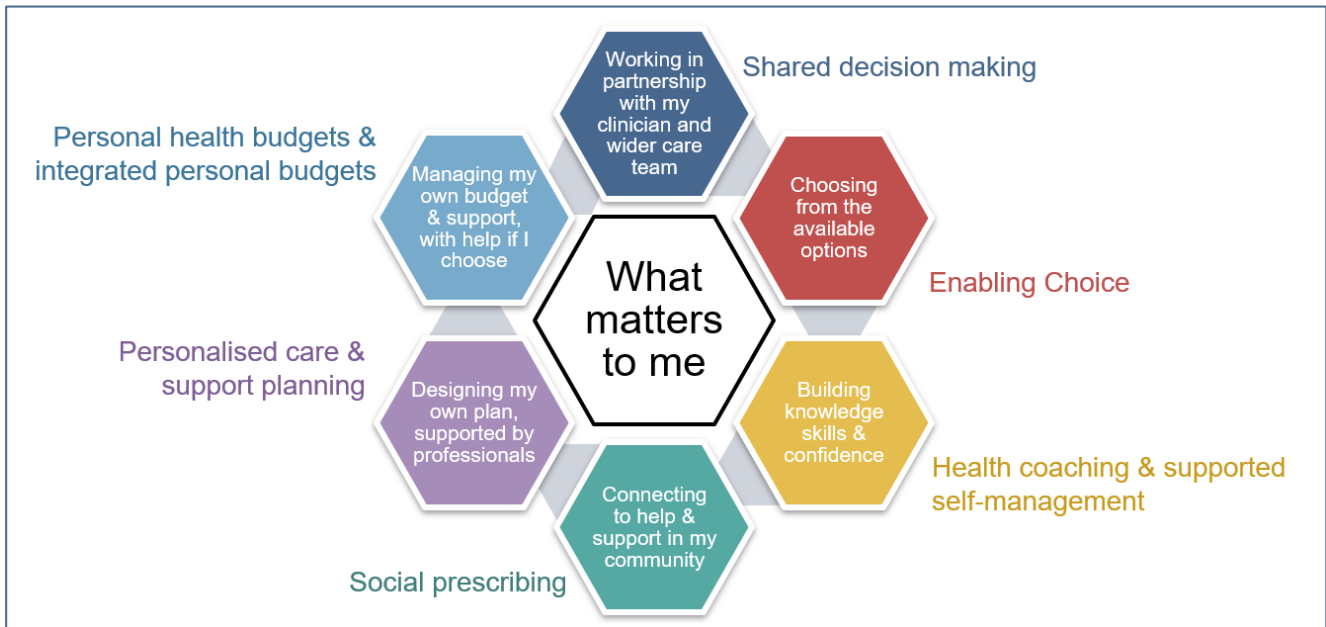 Working in
partnership
with my
clinician and
wider care
team
Shared decision making
Personal health budgets &
integrated personal budgets
Managing my
own budget
& support,
with help if I
choose
Choosing
from the
available
options
Enabling Choice
What
matters
to me
Personalised care &
support planning
Designing my
own plan,
supported by
professionals
Building
knowledge
skills &
confidence
Health coaching & supported
self-management
Connecting
to help &
support in my
community
Social prescribing